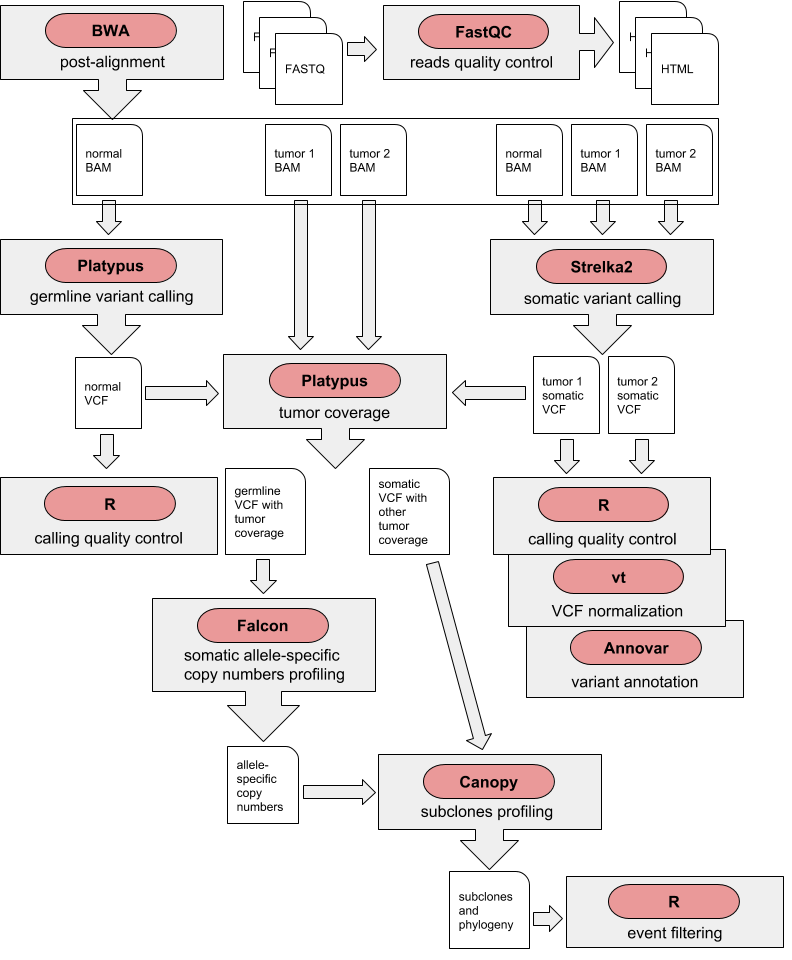 BWA
post-alignment
F
F
FASTQ
FastQC
reads quality control
H
H
HTML
normal
BAM
tumor 1
BAM
tumor 2
BAM
normal
BAM
tumor 1
BAM
tumor 2
BAM
Platypus
germline variant calling
Strelka2
somatic variant calling
normal
VCF
Platypus
tumor coverage
tumor 1
somatic
VCF
tumor 2
somatic
VCF
R
calling quality control
germline
VCF with
tumor
coverage
somatic
VCF with
other
tumor
coverage
R
calling quality control
vt
VCF normalization
Annovar
variant annotation
Falcon
somatic allele-specific
copy numbers profiling
allele-
specific
copy
numbers
Canopy
subclones profiling
subclones
and
phylogeny
R
event filtering